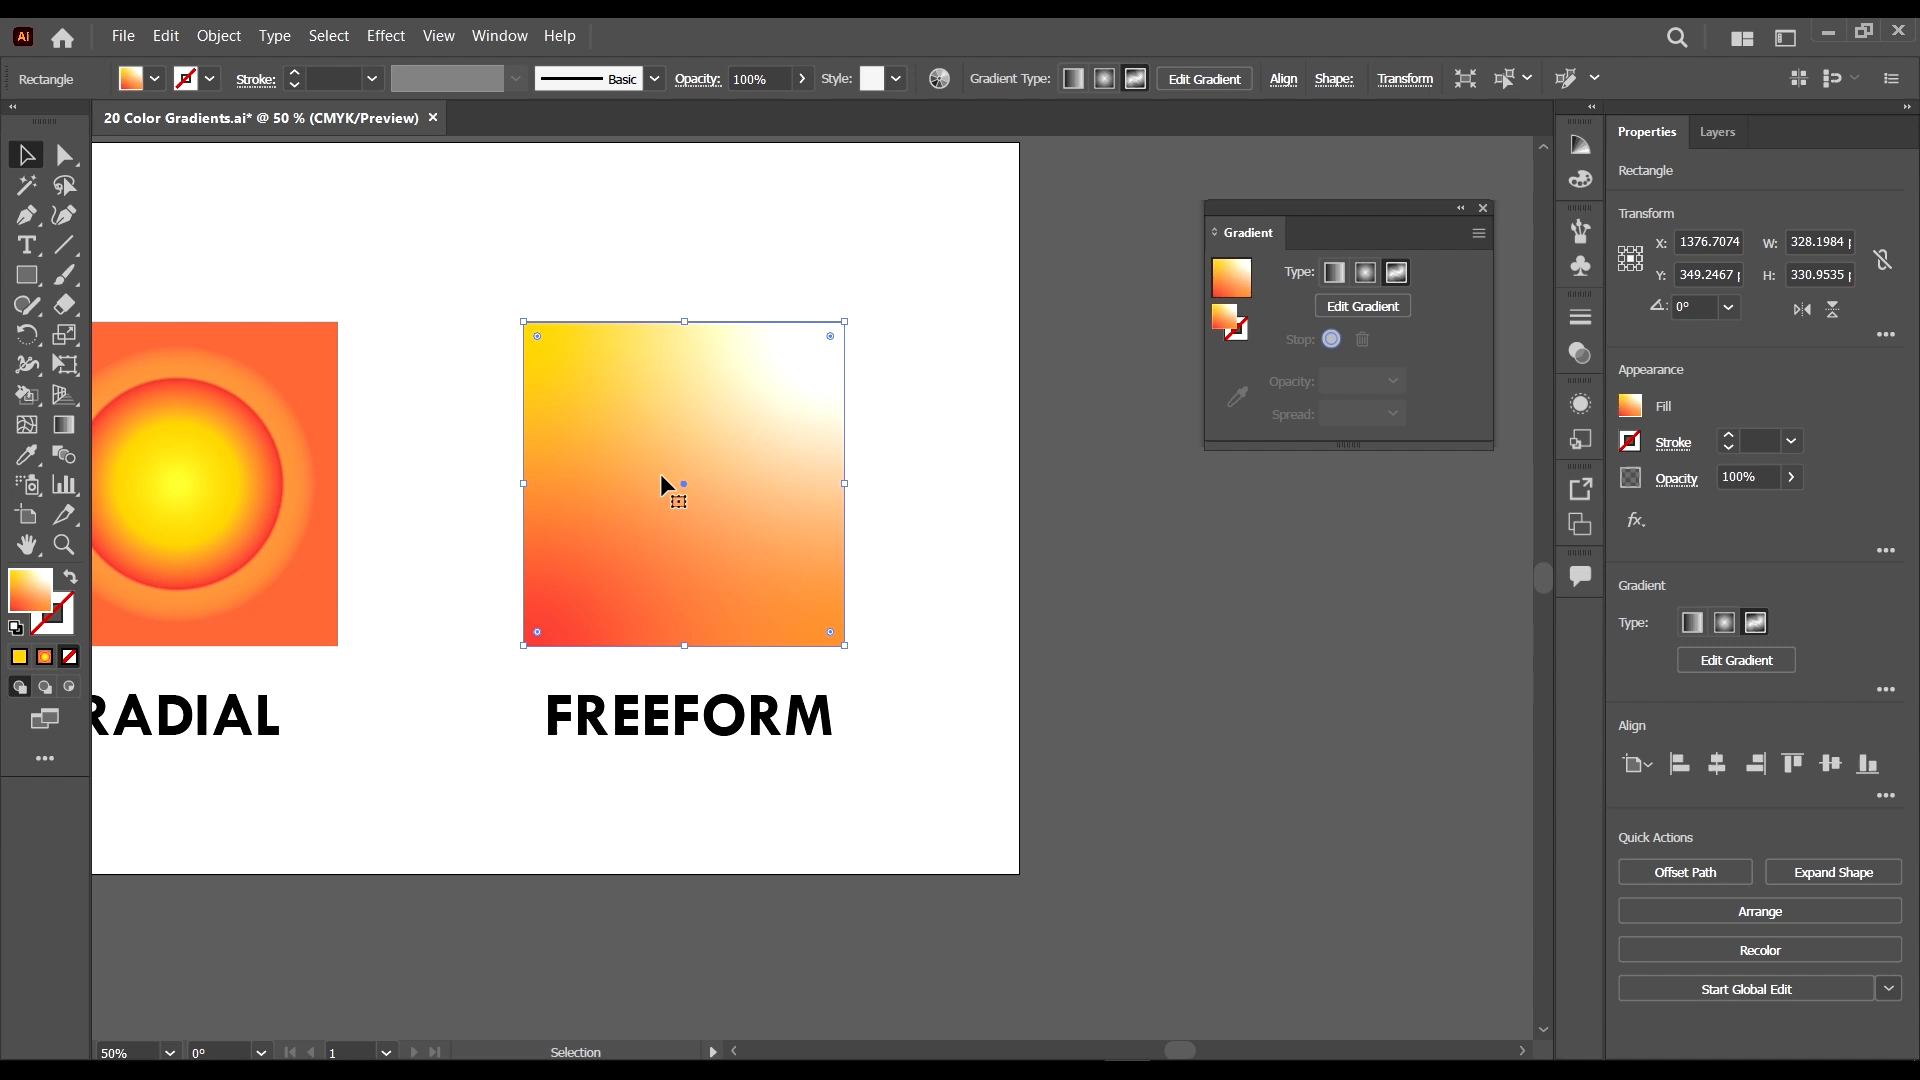 Ai File Edit Object Type Select Effect View Window Help
Rectangle Stroke: Basic Opacity: 100% Style: Gradient Type: Edit Gradient Align Shape: Transform
20 Color Gradients.ai* @ 50 % (CMYK/Preview)
Properties Layers
Rectangle
Transform
X: 1376.7074 W: 328.1984 p
Y: 349.2467 p H: 330.9535 p
0°
Gradient
Type:
Edit Gradient
Stop:
Opacity:
Spread:
Appearance
Fill
Stroke
Opacity 100%
fx.
Gradient
Type:
Edit Gradient
Align
Quick Actions
Offset Path Expand Shape
Arrange
Recolor
Start Global Edit
RADIAL FREEFORM
50% 0° 1 Selection